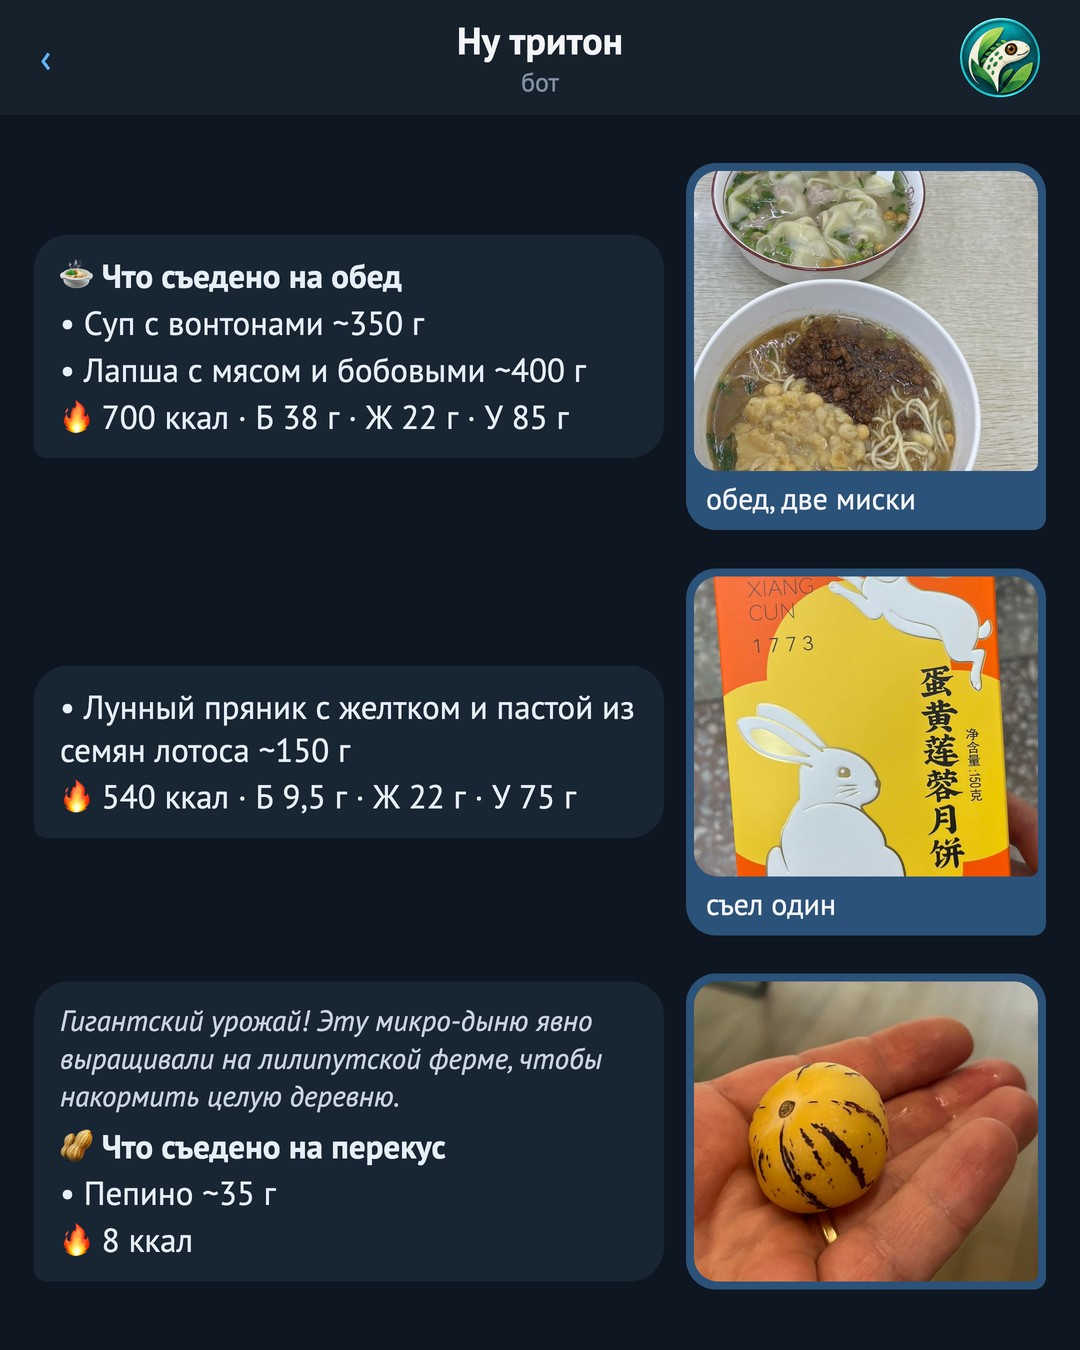 Ну тритон
бот
Что съедено на обед
• Суп с вонтонами ~350 г
• Лапша с мясом и бобовыми ~400 г
700 ккал · Б 38 г · Ж 22 г · У 85 г
обед, две миски
XIANG
CUN
1773
蛋黄莲蓉月饼
净含量:150克
• Лунный пряник с желтком и пастой из
семян лотоса ~150 г
540 ккал · Б 9,5 г · Ж 22 г · У 75 г
съел один
Гигантский урожай! Эту микро-дыню явно
выращивали на лилипутской ферме, чтобы
накормить целую деревню.
Что съедено на перекус
• Пепино ~35 г
8 ккал